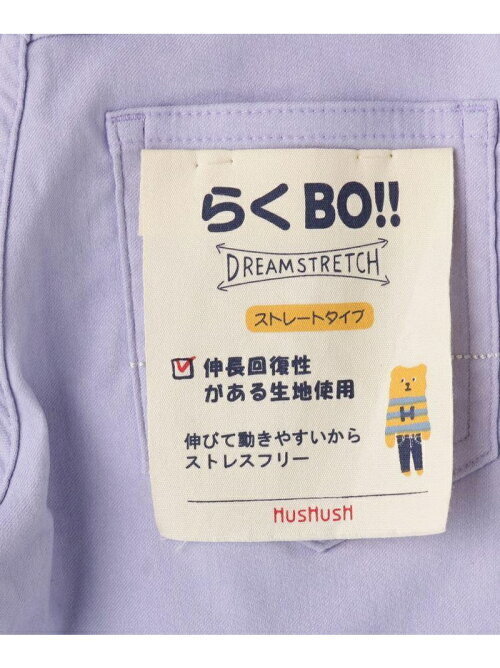 らくBO!!
DREAMSTRETCH
ストレートタイプ
伸長回復性
がある生地使用
伸びて動きやすいから
ストレスフリー
H
HusHusH